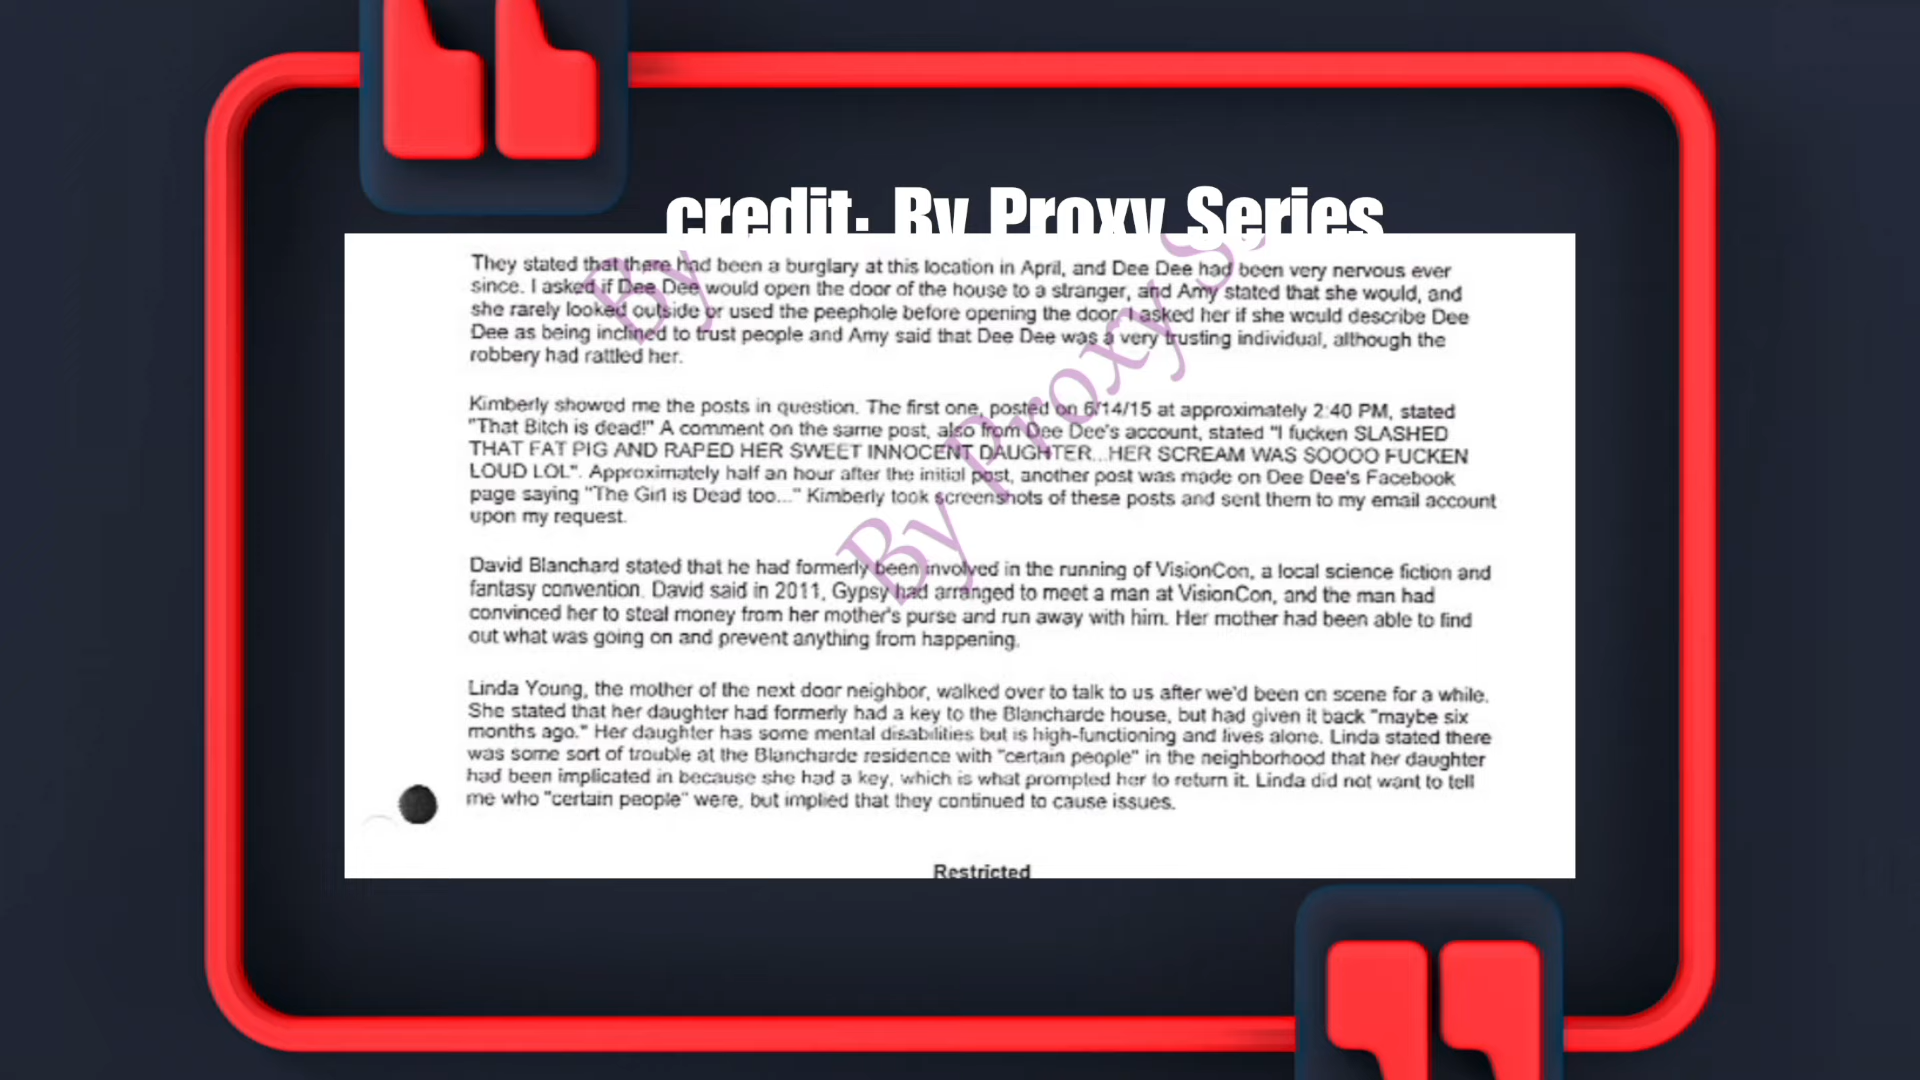 credit: By Proxy Series
They stated that there had been a burglary at this location in April, and Dee Dee had been very nervous ever
since. I asked if Dee Dee would open the door of the house to a stranger, and Amy stated that she would, and
she rarely looked outside or used the peephole before opening the door. I asked her if she would describe Dee
Dee as being inclined to trust people and Amy said that Dee Dee was a very trusting individual, although the
robbery had rattled her.
Kimberly showed me the posts in question. The first one, posted on 6/14/15 at approximately 2:40 PM, stated
"That Bitch is dead!" A comment on the same post, also from Dee Dee's account, stated "I fucken SLASHED
THAT FAT PIG AND RAPED HER SWEET INNOCENT DAUGHTER...HER SCREAM WAS SOOOO FUCKEN
LOUD LOL". Approximately half an hour after the initial post, another post was made on Dee Dee's Facebook
page saying "The Girl is Dead too..." Kimberly took screenshots of these posts and sent them to my email account
upon my request.
David Blanchard stated that he had formerly been involved in the running of VisionCon, a local science fiction and
fantasy convention. David said in 2011, Gypsy had arranged to meet a man at VisionCon, and the man had
convinced her to steal money from her mother's purse and run away with him. Her mother had been able to find
out what was going on and prevent anything from happening.
Linda Young, the mother of the next door neighbor, walked over to talk to us after we'd been on scene for a while.
She stated that her daughter had formerly had a key to the Blancharde house, but had given it back "maybe six
months ago." Her daughter has some mental disabilities but is high-functioning and lives alone. Linda stated there
was some sort of trouble at the Blancharde residence with "certain people" in the neighborhood that her daughter
had been implicated in because she had a key, which is what prompted her to return it. Linda did not want to tell
me who "certain people" were, but implied that they continued to cause issues.
Restricted
By
By Proxy S